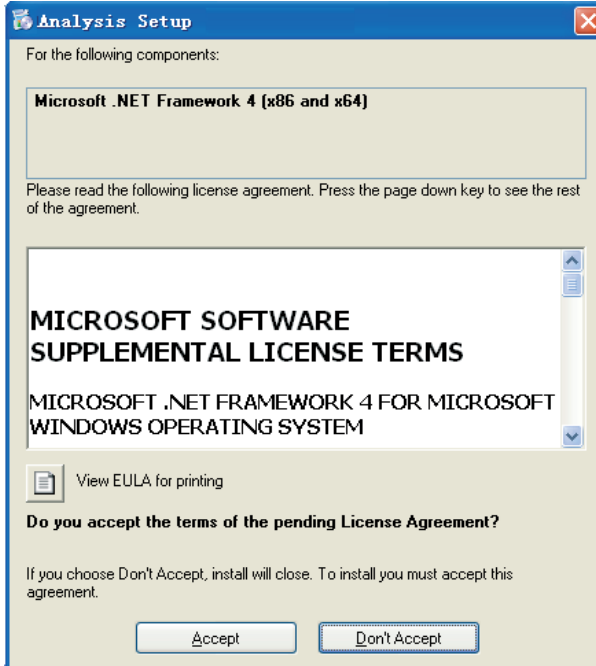 Analysis Setup
For the following components:
Microsoft .NET Framework 4 (x86 and x64)
Please read the following license agreement. Press the page down key to see the rest
of the agreement.
MICROSOFT SOFTWARE
SUPPLEMENTAL LICENSE TERMS
MICROSOFT .NET FRAMEWORK 4 FOR MICROSOFT
WINDOWS OPERATING SYSTEM
View EULA for printing
Do you accept the terms of the pending License Agreement?
If you choose Don't Accept, install will close. To install you must accept this
agreement.
Accept
Don't Accept